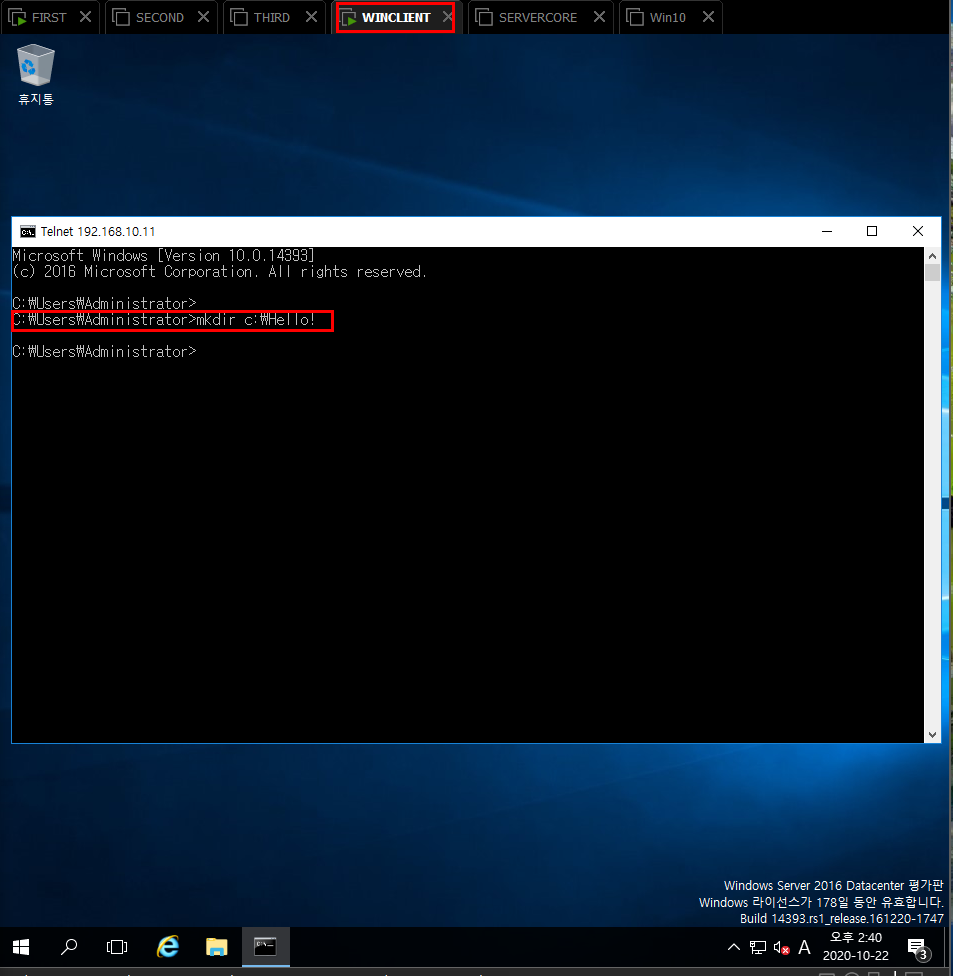 FIRST SECOND THIRD WINCLIENT SERVERCORE Win10
휴지통
Telnet 192.168.10.11
Microsoft Windows [Version 10.0.14393]
(c) 2016 Microsoft Corporation. All rights reserved.
C:₩Users₩Administrator>
C:₩Users₩Administrator>mkdir c:₩Hello!
C:₩Users₩Administrator>
Windows Server 2016 Datacenter 평가판
Windows 라이선스가 178일 동안 유효합니다.
Build 14393.rs1_release.161220-1747
A 오후 2:40
2020-10-22 3